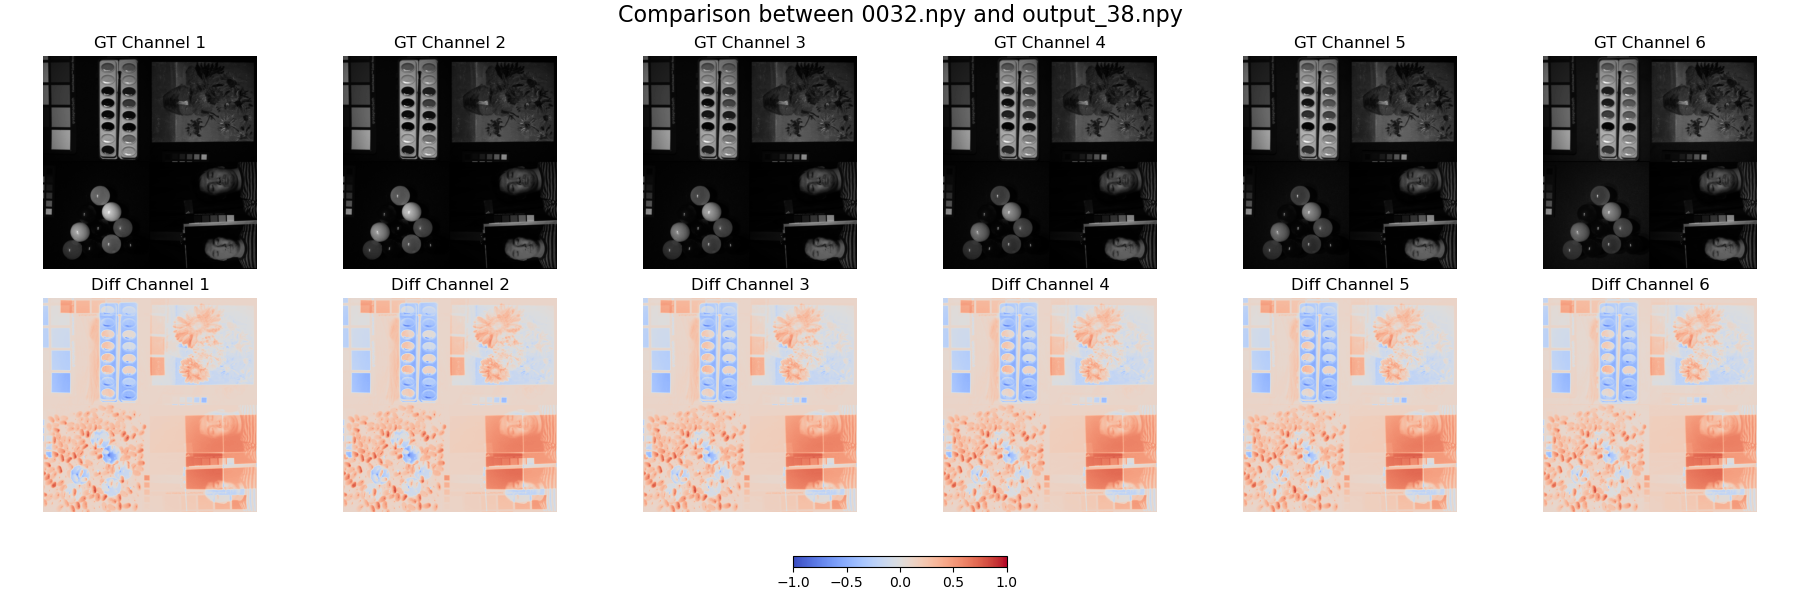 Comparison between 0032.npy and output_38.npy
GT Channel 1 GT Channel 2 GT Channel 3 GT Channel 4 GT Channel 5 GT Channel 6
Diff Channel 1 Diff Channel 2 Diff Channel 3 Diff Channel 4 Diff Channel 5 Diff Channel 6
−1.0 −0.5 0.0 0.5 1.0